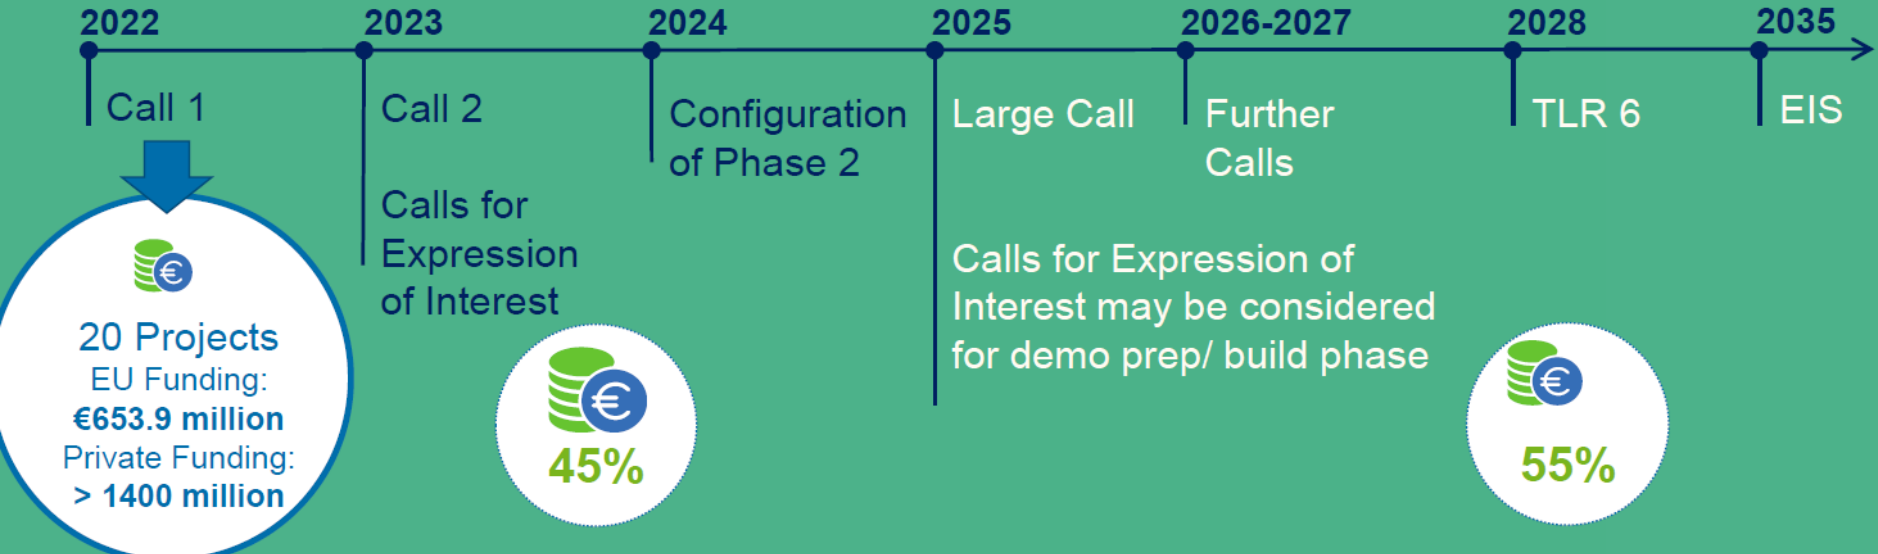 2022
2023
2024
2025
2026-2027
2028
2035
Call 1
20 Projects
EU Funding:
€653.9 million
Private Funding:
> 1400 million
Call 2
Calls for
Expression
of Interest
€
45%
Configuration
of Phase 2
Large Call
Calls for Expression of
Interest may be considered
for demo prep/ build phase
Further
Calls
TLR 6
€
55%
EIS